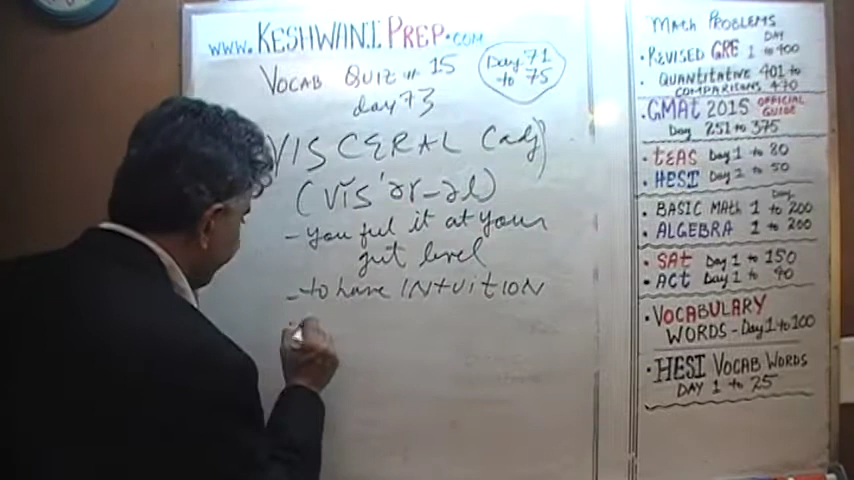 www.KESHWANIPREP.com
VOCAB QUIZ # 15
Day 71
to 75
day 73
VISCERAL (adj)
(vĭs'ər-əl)
- you ful it at your
gut level
- to have INtuitION
MAtH PROBLEMS
DAY
• REVISED GRE 1 to 400
• QUANTITATIVE 401 to
COMPARISONS 470
• GMAt 2015 OFFICIAL
GUIDE
Day 251 to 375
• tEAS Day 1 to 80
• HESI Day 1 to 50
Day
• BASIC MAtH 1 to 200
• ALGEBRA 1 to 200
• SAt Day 1 to 150
• ACt Day 1 to 90
• VOCABULARY
WORDS - Day 1 to 100
• HESI VOCAB WORDS
DAY 1 to 25